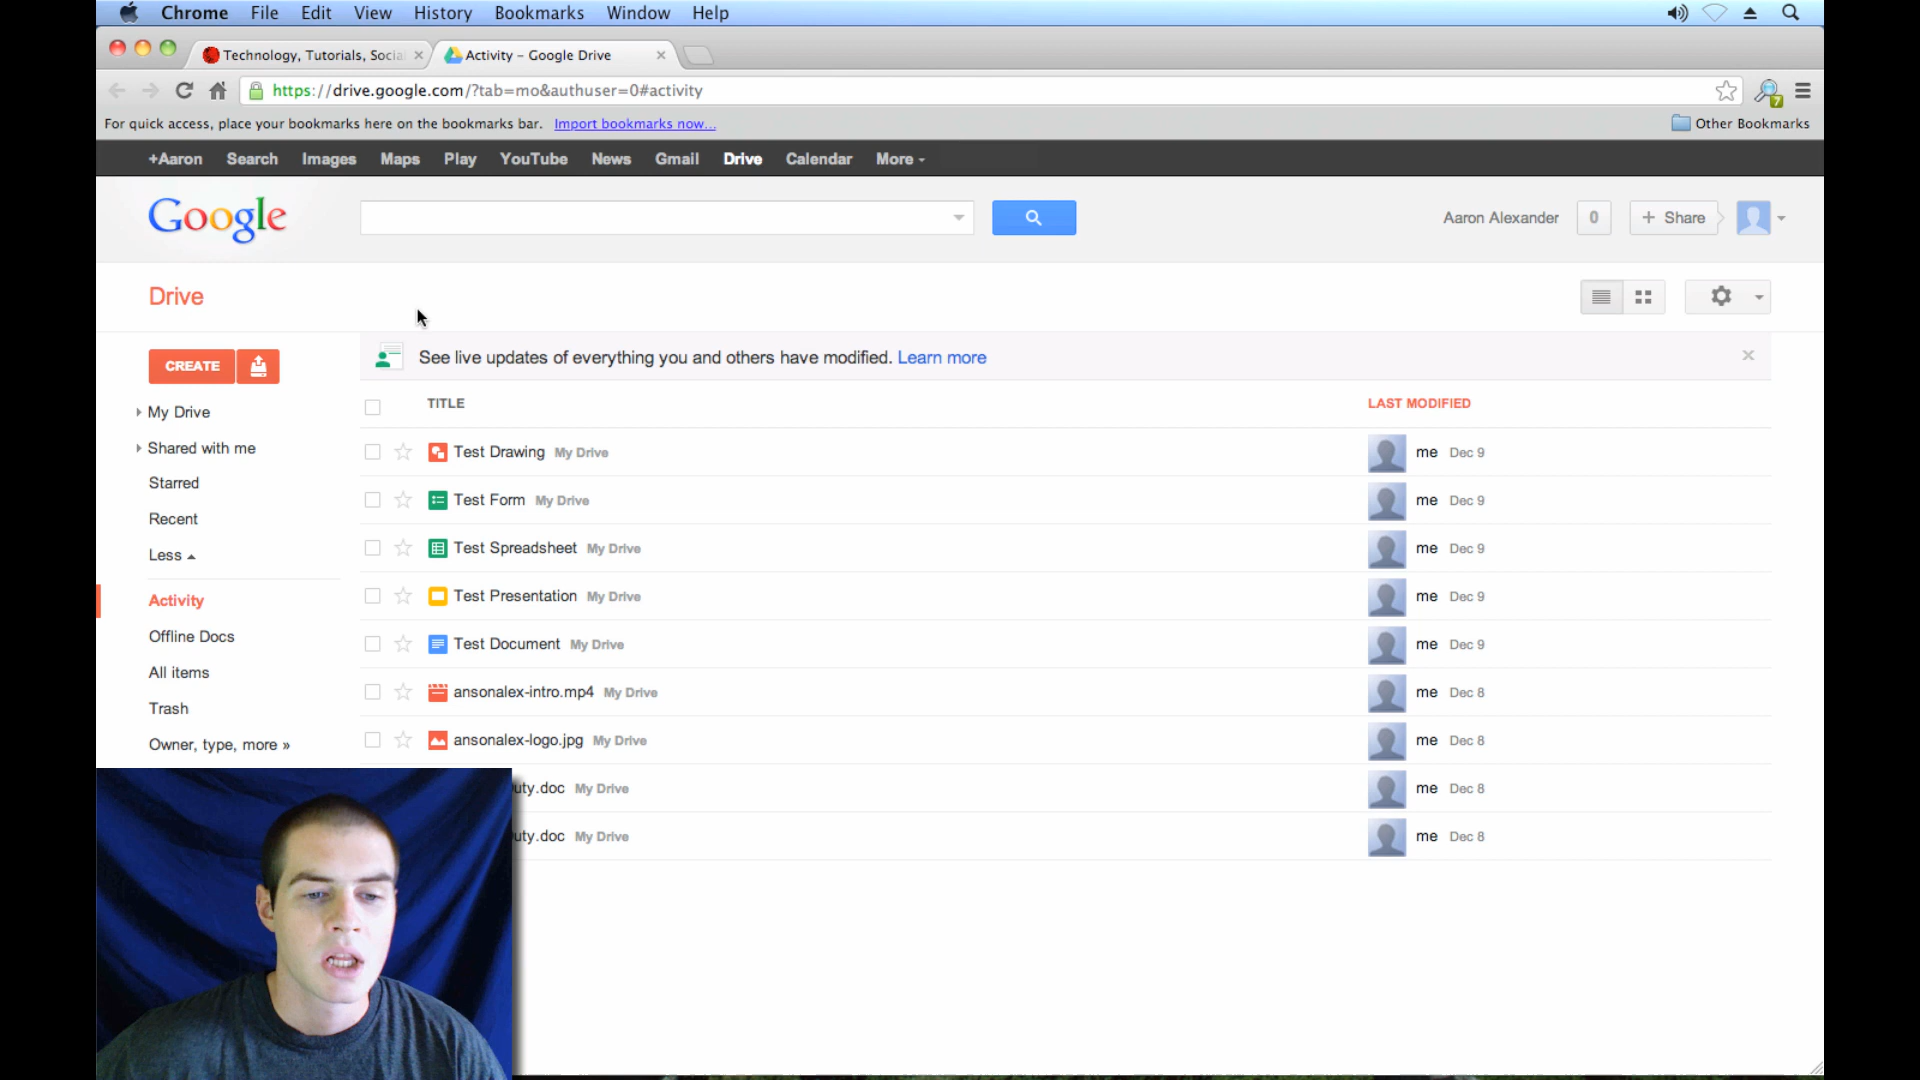 Chrome File Edit View History Bookmarks Window Help
Technology, Tutorials, Socia
Activity – Google Drive
https://drive.google.com/?tab=mo&authuser=0#activity
7
For quick access, place your bookmarks here on the bookmarks bar. Import bookmarks now...
Other Bookmarks
+Aaron Search Images Maps Play YouTube News Gmail Drive Calendar More
Google
Aaron Alexander 0 + Share
Drive
CREATE
See live updates of everything you and others have modified. Learn more
My Drive
Shared with me
Starred
Recent
Less
Activity
Offline Docs
All items
Trash
Owner, type, more »
TITLE LAST MODIFIED
Test Drawing My Drive me Dec 9
Test Form My Drive me Dec 9
Test Spreadsheet My Drive me Dec 9
Test Presentation My Drive me Dec 9
Test Document My Drive me Dec 9
ansonalex-intro.mp4 My Drive me Dec 8
ansonalex-logo.jpg My Drive me Dec 8
uty.doc My Drive me Dec 8
uty.doc My Drive me Dec 8